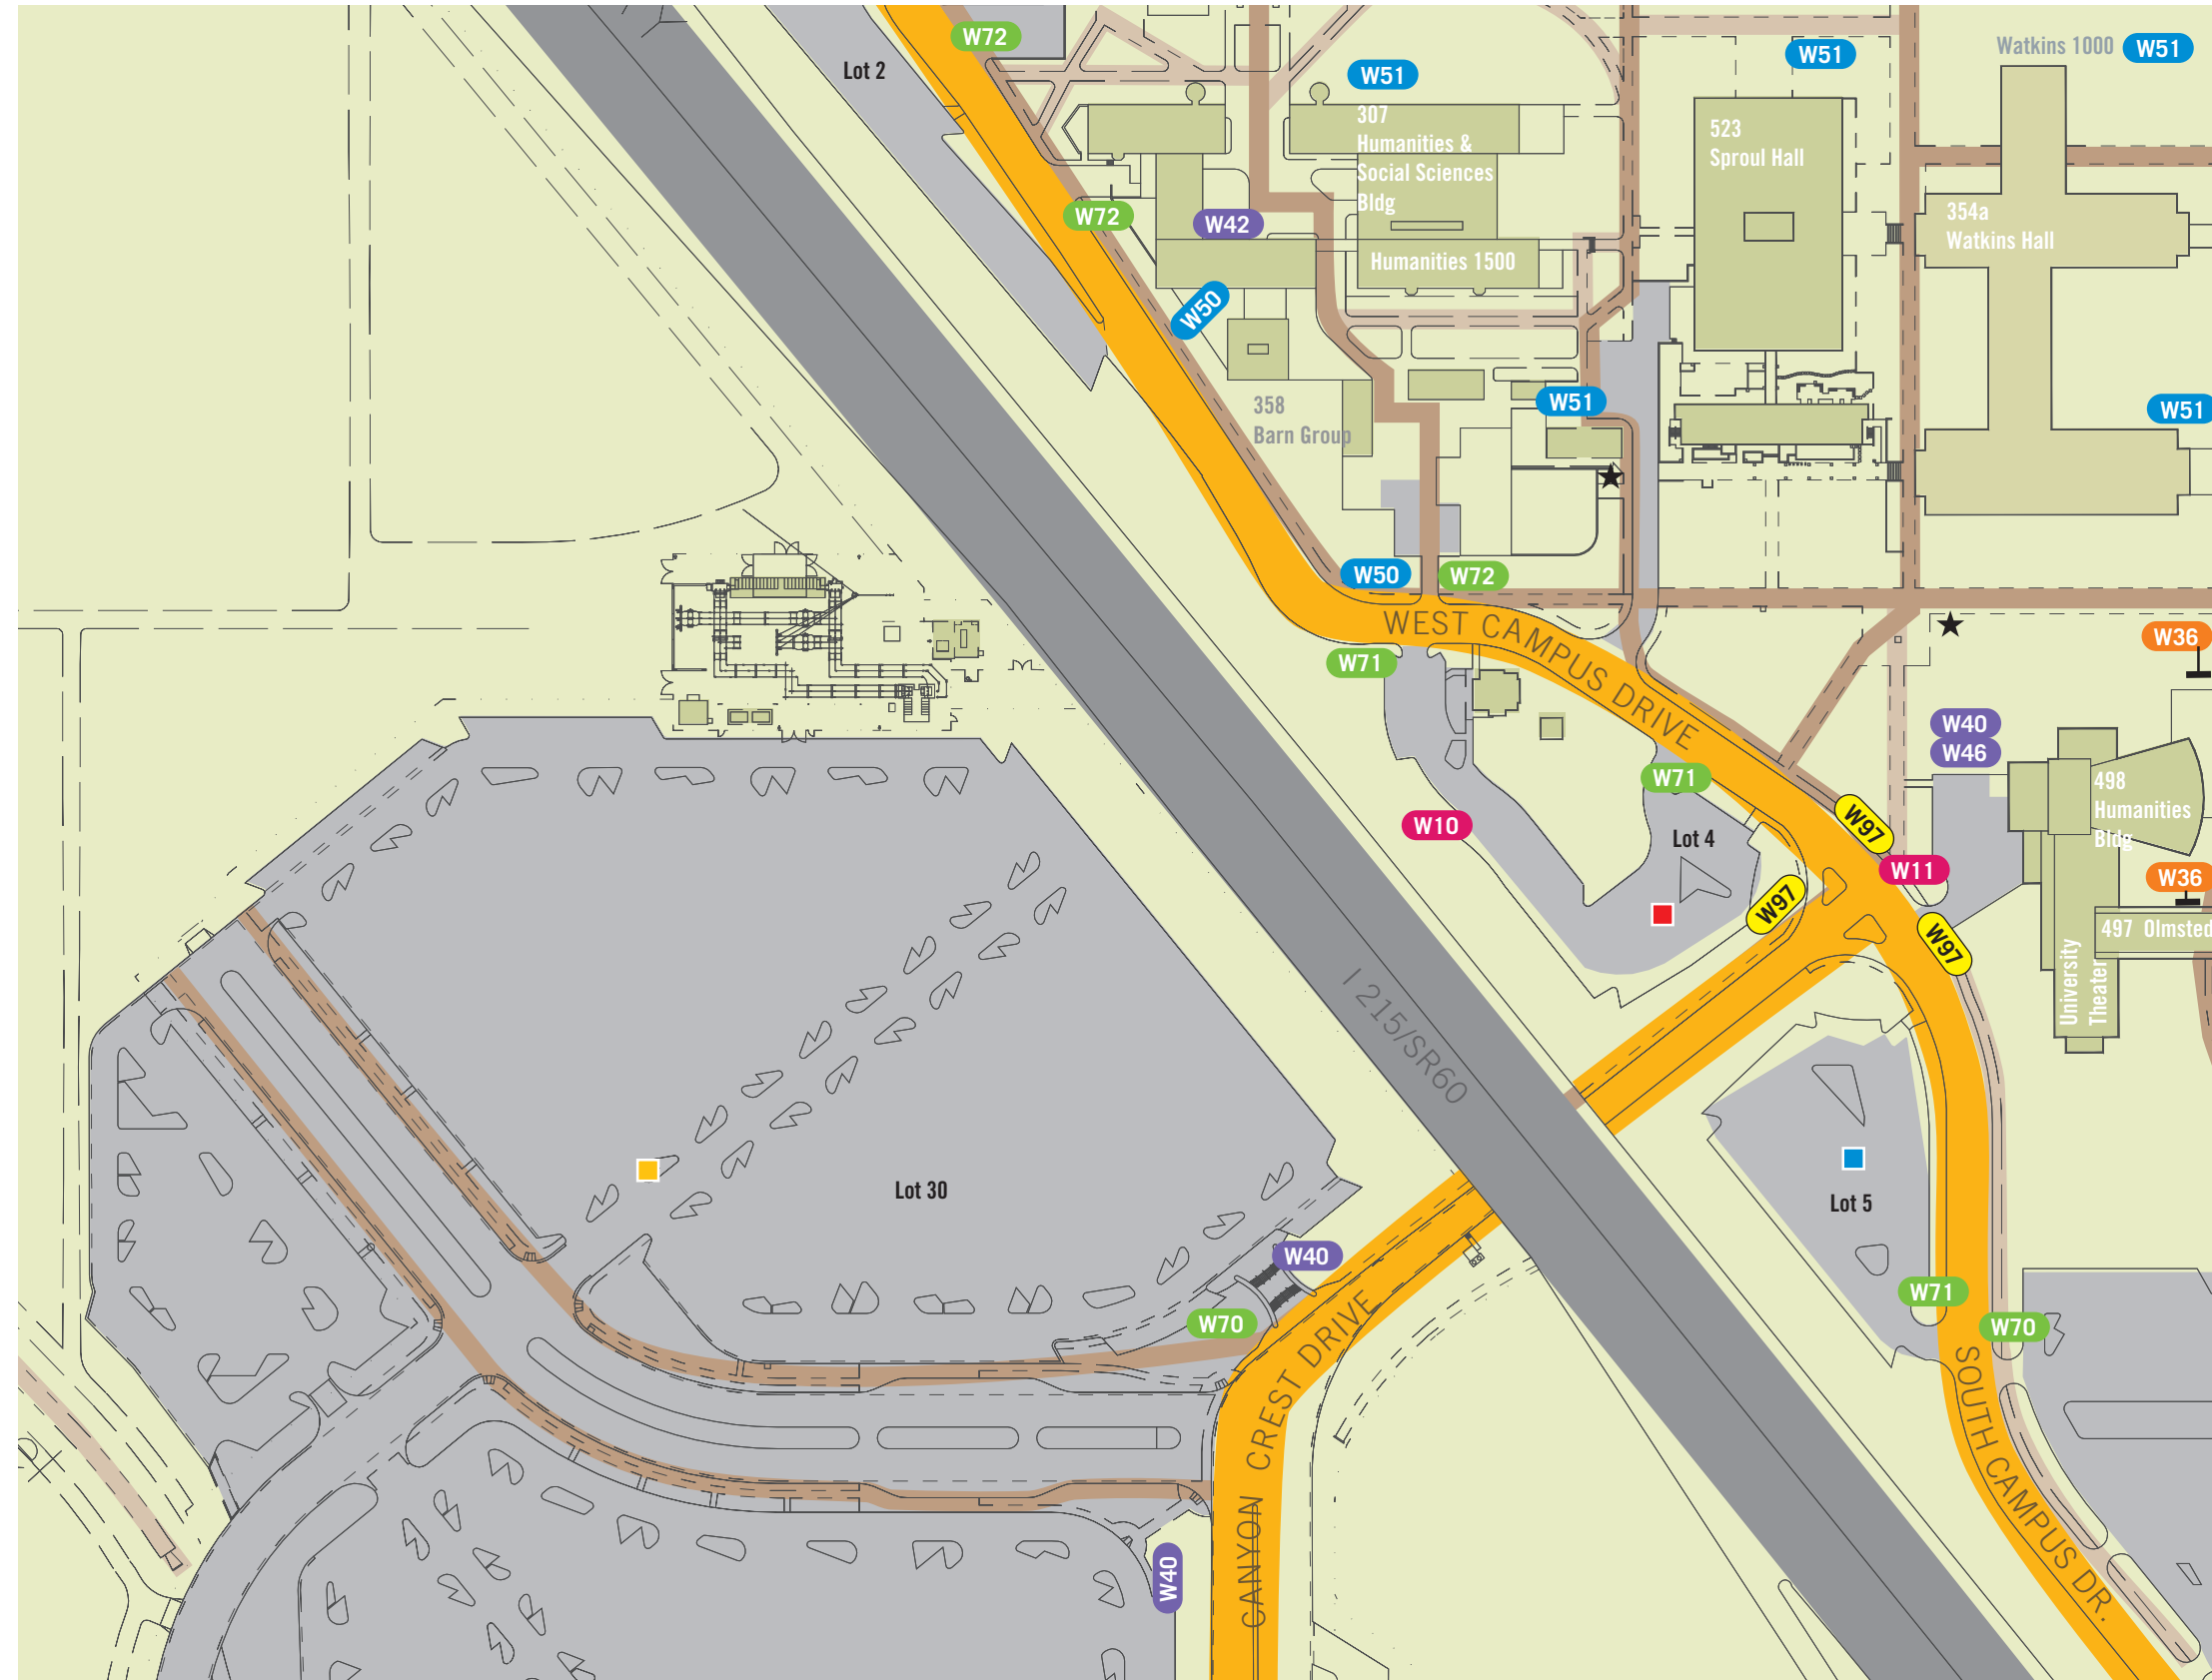 W72
Lot 2
W51
W51
Watkins 1000
W51
307
Humanities &
Social Sciences
Bldg
523
Sproul Hall
W72
W42
354a
Watkins Hall
Humanities 1500
W50
358
Barn Group
W51
W51
W50
W72
WEST CAMPUS DRIVE
W36
W71
W40
W46
W71
498
Humanities
Bldg
W10
Lot 4
W97
W11
W36
W97
W97
497 Olmsted
University
Theater
I 215/SR60
Lot 30
Lot 5
W40
W71
W70
W70
CANYON CREST DRIVE
SOUTH CAMPUS DR.
W40